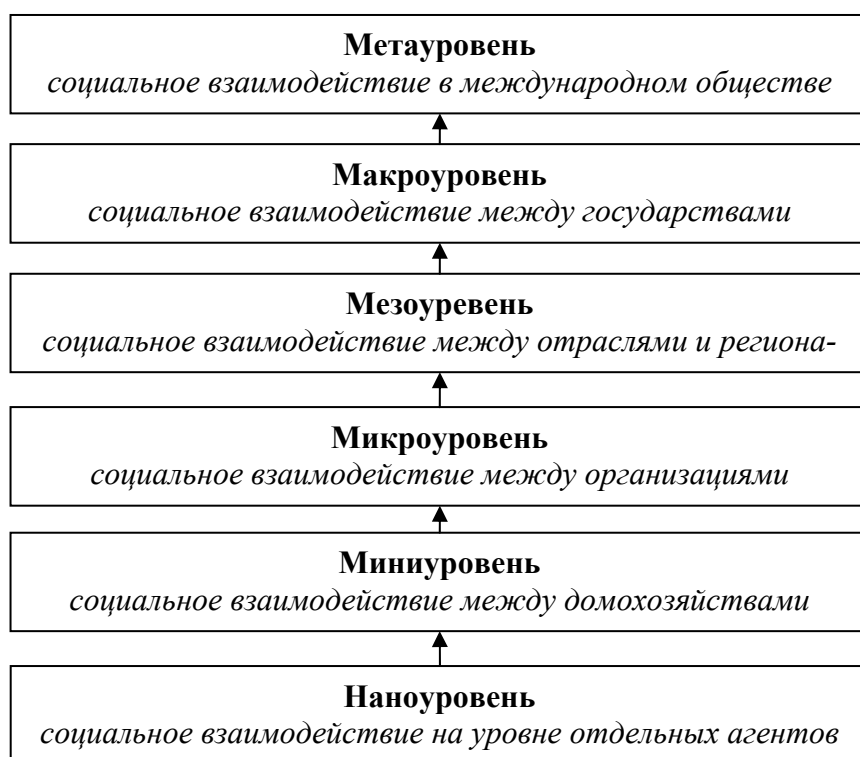 Метауровень
социальное взаимодействие в международном обществе
Макроуровень
социальное взаимодействие между государствами
Мезоуревень
социальное взаимодействие между отраслями и региона-
Микроуровень
социальное взаимодействие между организациями
Миниуровень
социальное взаимодействие между домохозяйствами
Наноуровень
социальное взаимодействие на уровне отдельных агентов